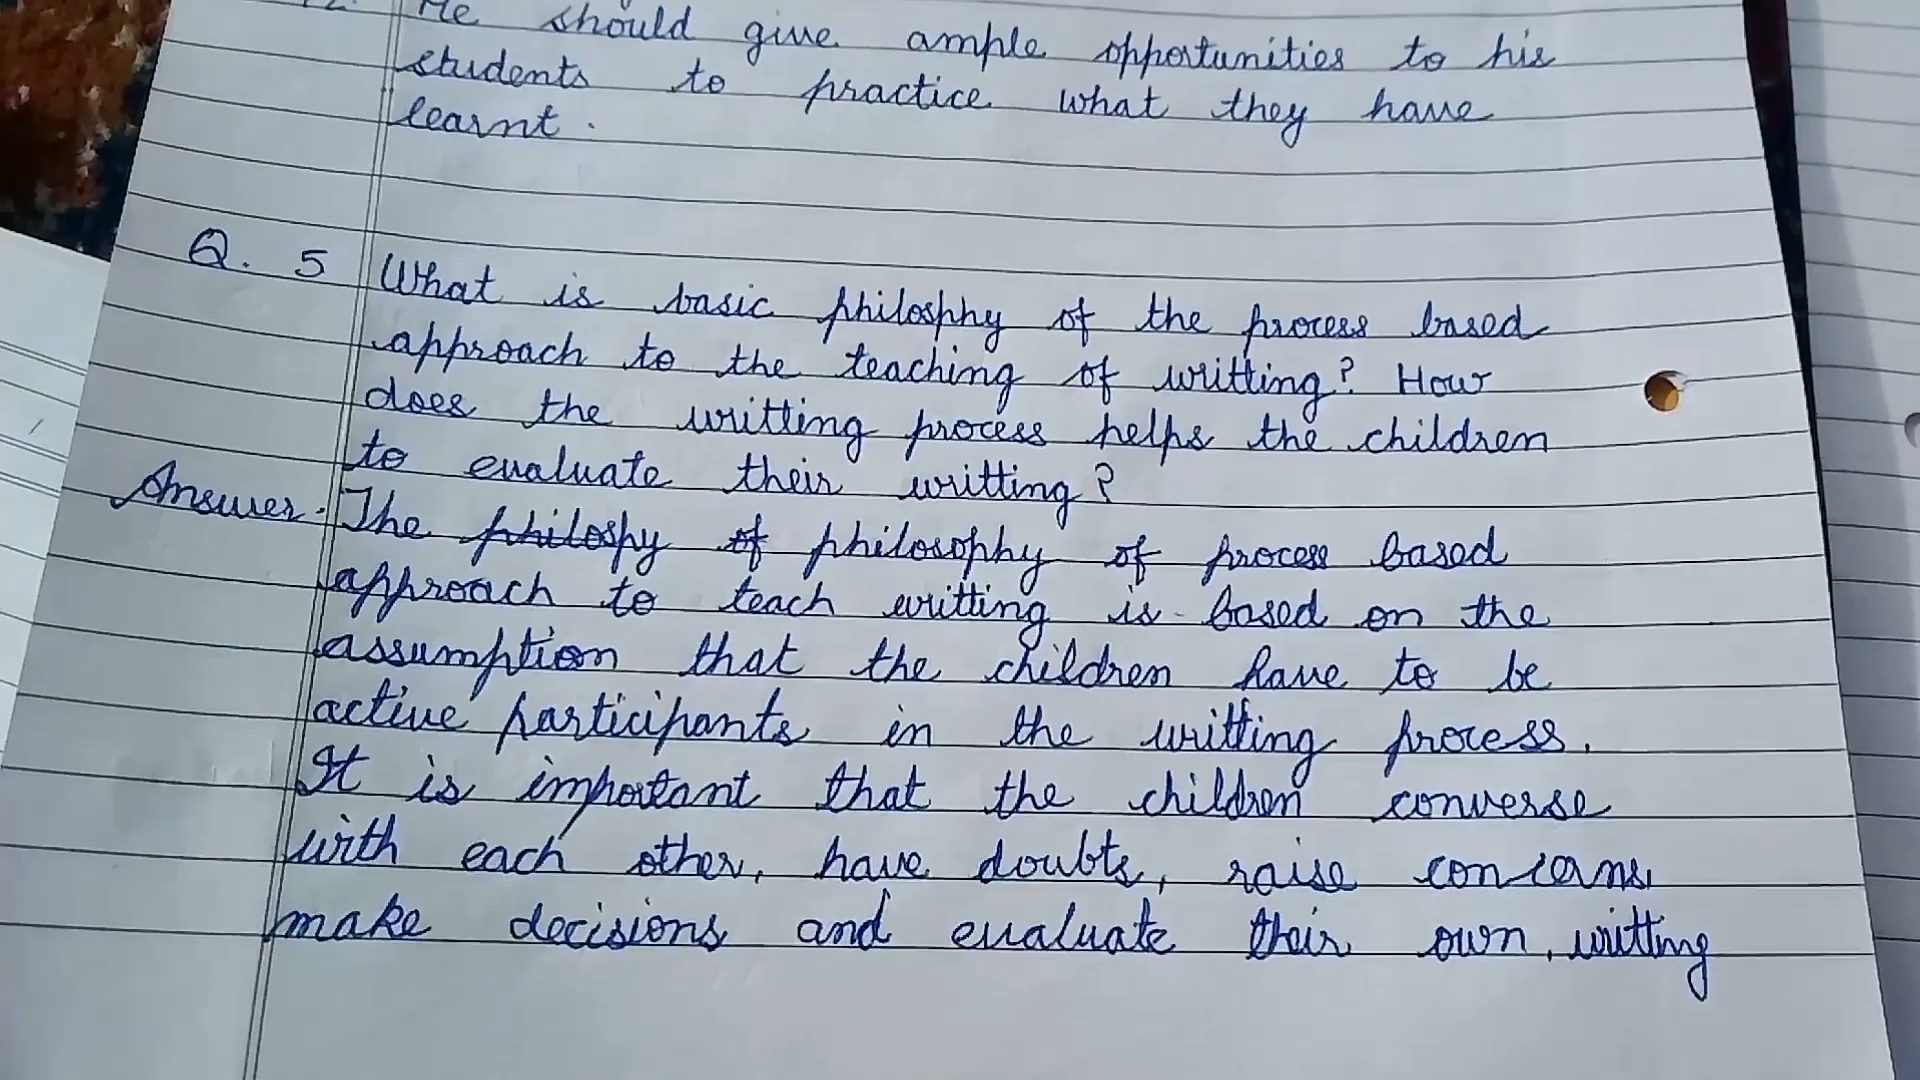 He should give ample opportunities to his
students to practice what they have
learnt.
Q. 5 What is basic philosphy of the process based
approach to the teaching of writting? How
does the writting process helps the children
to evaluate their writting?
Answer. The philospy of philosophy of process based
approach to teach writting is based on the
assumption that the children have to be
active participants in the writting process.
It is important that the children converse
with each other, have doubts, raise concerns,
make decisions and evaluate their own, writting